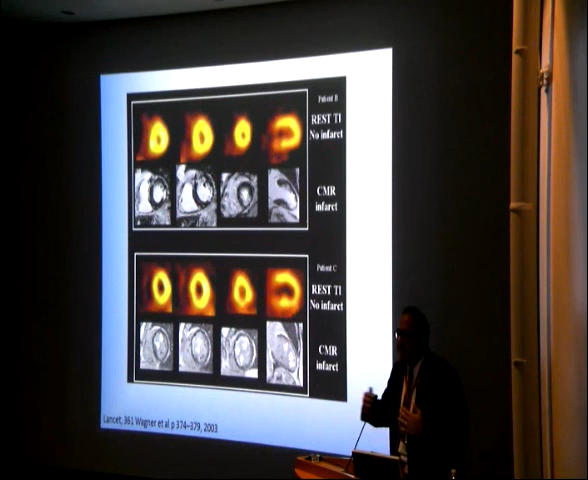 Patient B
REST Tl
No infarct
CMR
infarct
Patient C
REST Tl
No infarct
CMR
infarct
Lancet, 361 Wagner et al p 374–379, 2003